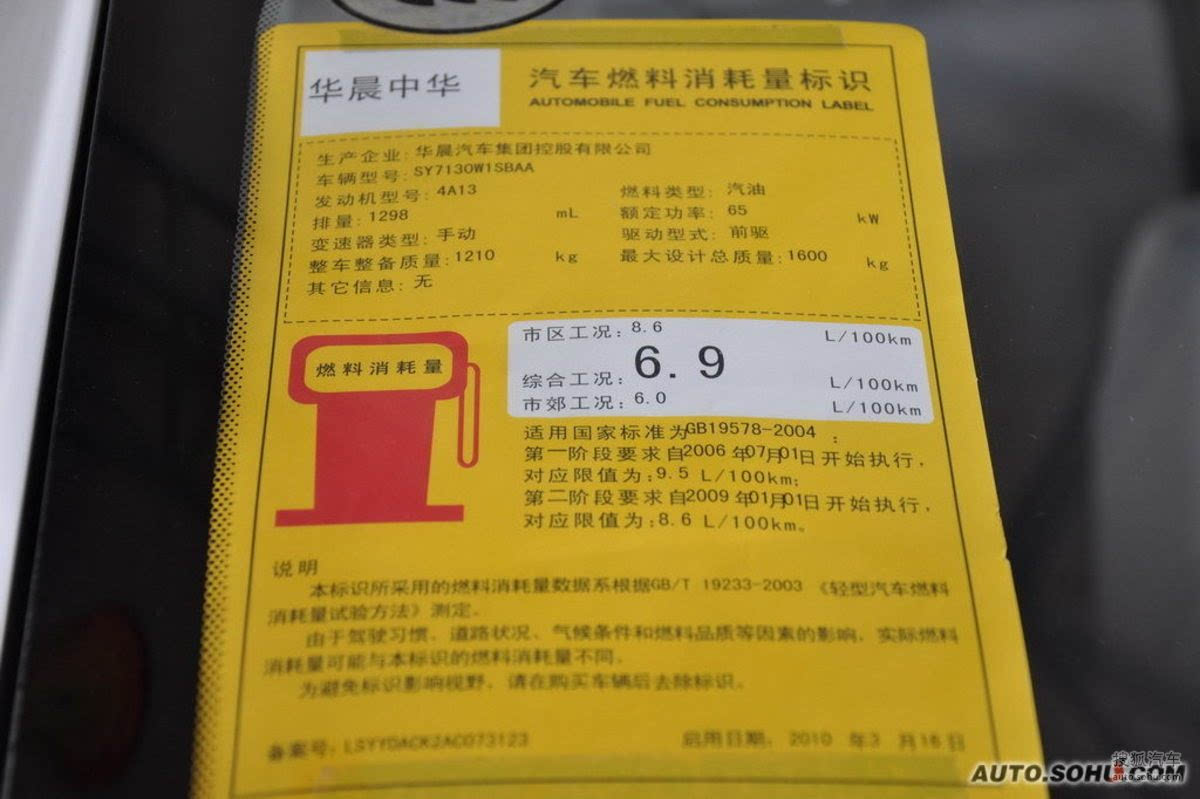 华晨中华
汽车燃料消耗量标识
AUTOMOBILE FUEL CONSUMPTION LABEL
生产企业: 华晨汽车集团控股有限公司
车辆型号: SY7130W1SBAA
发动机型号: 4A13
燃料类型: 汽油
排量: 1298 mL
额定功率: 65 kW
变速器类型: 手动
驱动型式: 前驱
整车整备质量: 1210 kg
最大设计总质量: 1600 kg
其它信息: 无
燃料消耗量
市区工况: 8.6 L/100km
综合工况: 6.9 L/100km
市郊工况: 6.0 L/100km
适用国家标准为GB19578-2004 ;
第一阶段要求自2006 年07月01日开始执行,
对应限值为:9.5 L/100km;
第二阶段要求自2009 年01月01日开始执行,
对应限值为:8.6 L/100km。
说明
本标识所采用的燃料消耗量数据系根据GB/T 19233-2003 《轻型汽车燃料
消耗量试验方法》测定。
由于驾驶习惯、道路状况、气候条件和燃料品质等因素的影响, 实际燃料
消耗量可能与本标识的燃料消耗量不同。
为避免标识影响视野, 请在购买车辆后去除标识。
备案号: LSYYDACK2AC073123
启用日期: 2010 年3 月16日
搜狐汽车
auto.sohu.com
AUTO.SOHU.COM